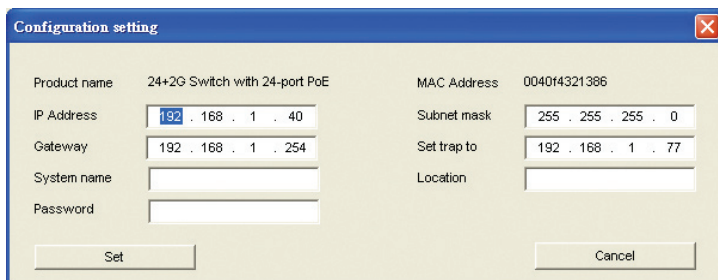 Configuration setting
Product name 24+2G Switch with 24-port PoE MAC Address 0040f4321386
IP Address 192 . 168 . 1 . 40 Subnet mask 255 . 255 . 255 . 0
Gateway 192 . 168 . 1 . 254 Set trap to 192 . 168 . 1 . 77
System name Location
Password
Set Cancel